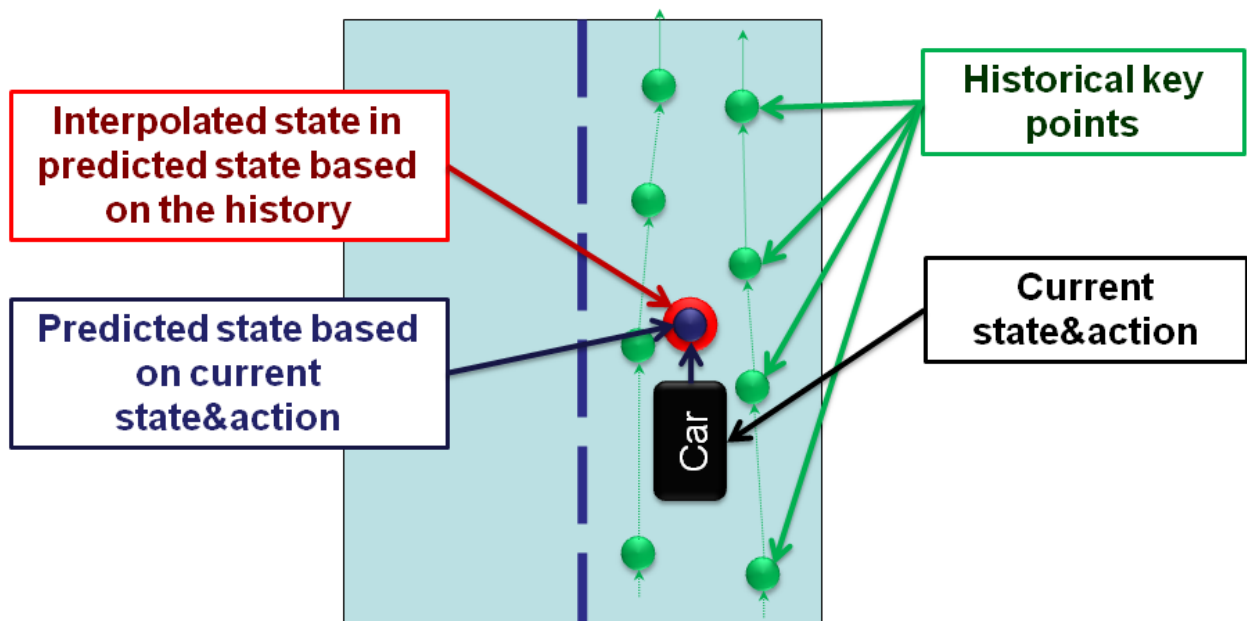 Interpolated state in
predicted state based
on the history
Predicted state based
on current
state&action
Car
Historical key
points
Current
state&action